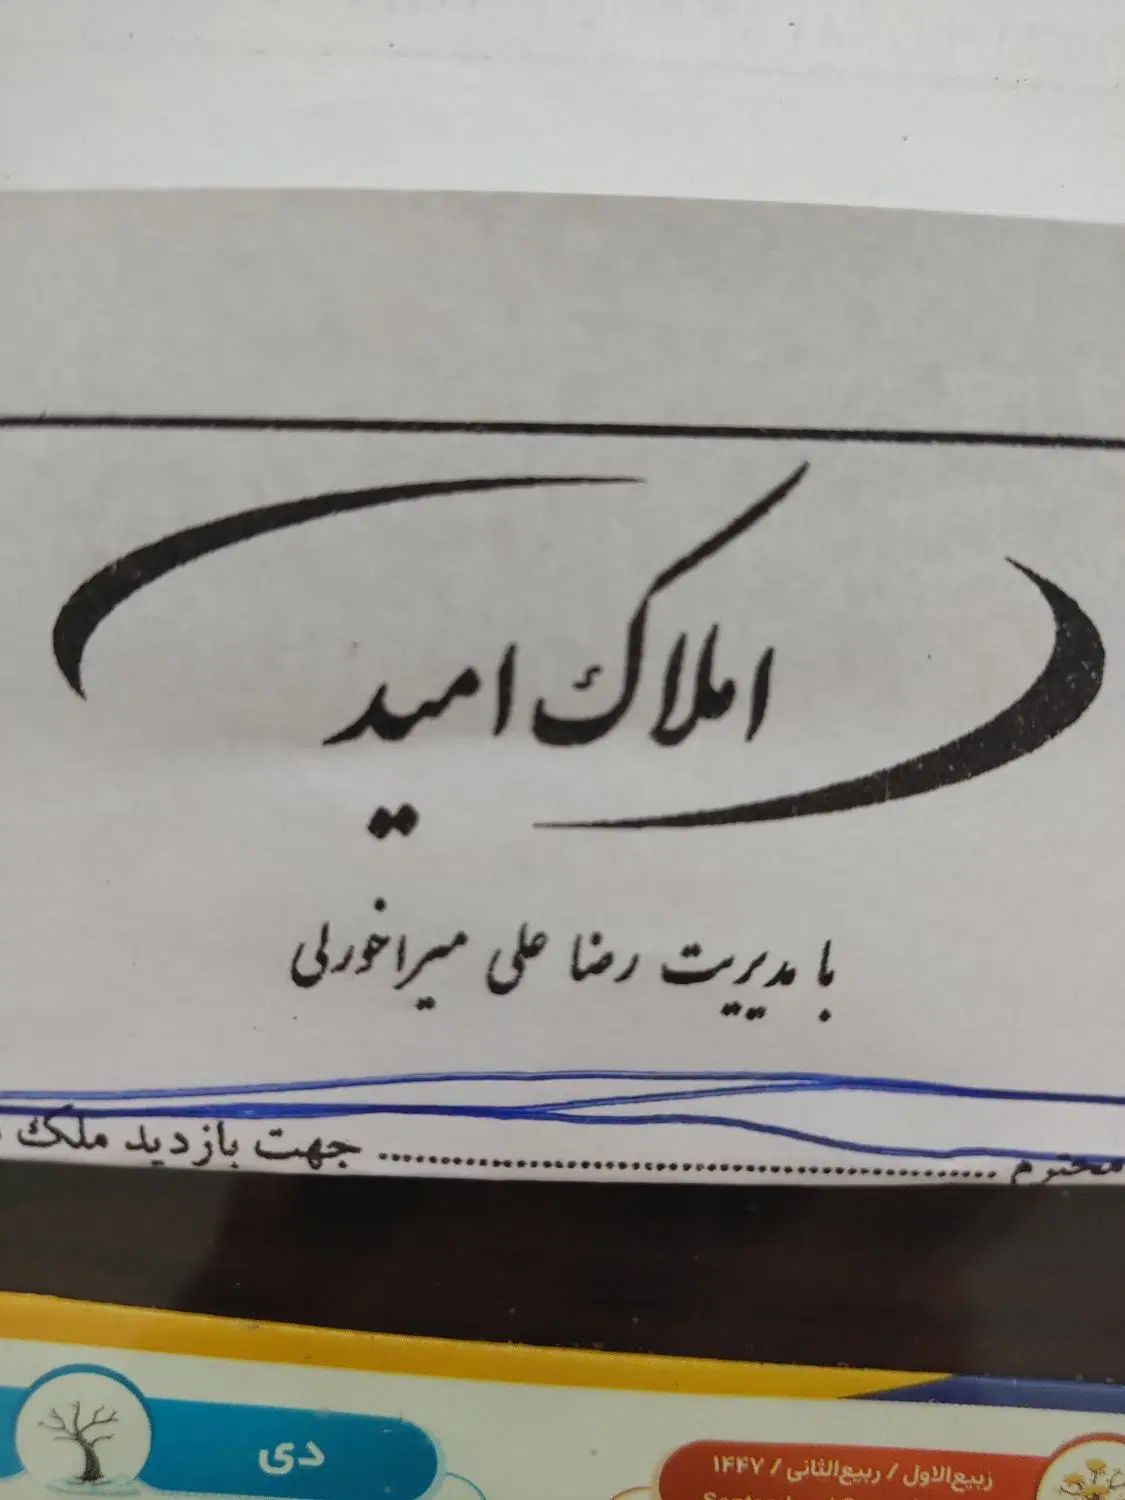 املاک امید
با مدیریت رضا علی میراخورلی
محترم ........................................ جهت بازدید ملک
دی
ربیع‌الاول / ربیع‌الثانی / ۱۴۴۷